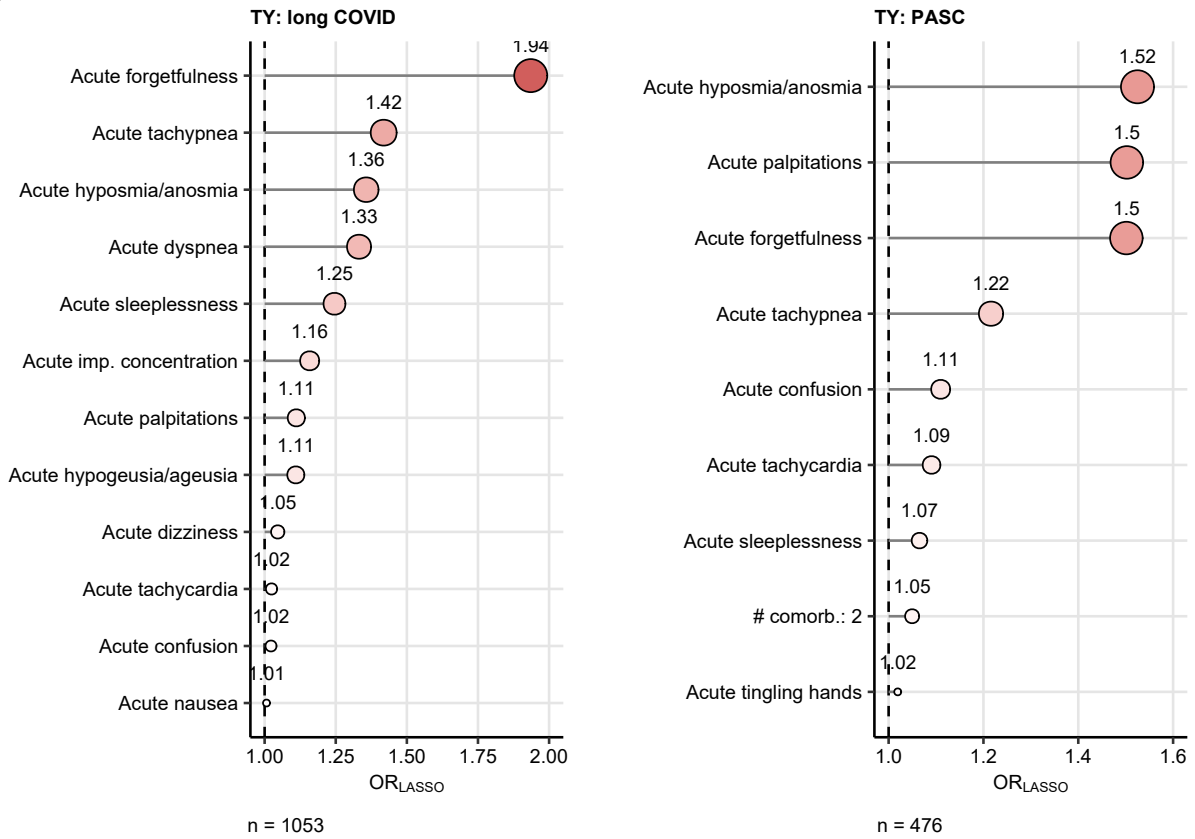 TY: long COVID
1.94
Acute forgetfulness
1.42
Acute tachypnea
1.36
Acute hyposmia/anosmia
1.33
Acute dyspnea
1.25
Acute sleeplessness
1.16
Acute imp. concentration
1.11
Acute palpitations
1.11
Acute hypogeusia/ageusia
1.05
Acute dizziness
1.02
Acute tachycardia
1.02
Acute confusion
1.01
Acute nausea
1.00 1.25 1.50 1.75 2.00
ORLASSO
n = 1053
TY: PASC
1.52
Acute hyposmia/anosmia
1.5
Acute palpitations
1.5
Acute forgetfulness
1.22
Acute tachypnea
1.11
Acute confusion
1.09
Acute tachycardia
1.07
Acute sleeplessness
1.05
# comorb.: 2
1.02
Acute tingling hands
1.0 1.2 1.4 1.6
ORLASSO
n = 476